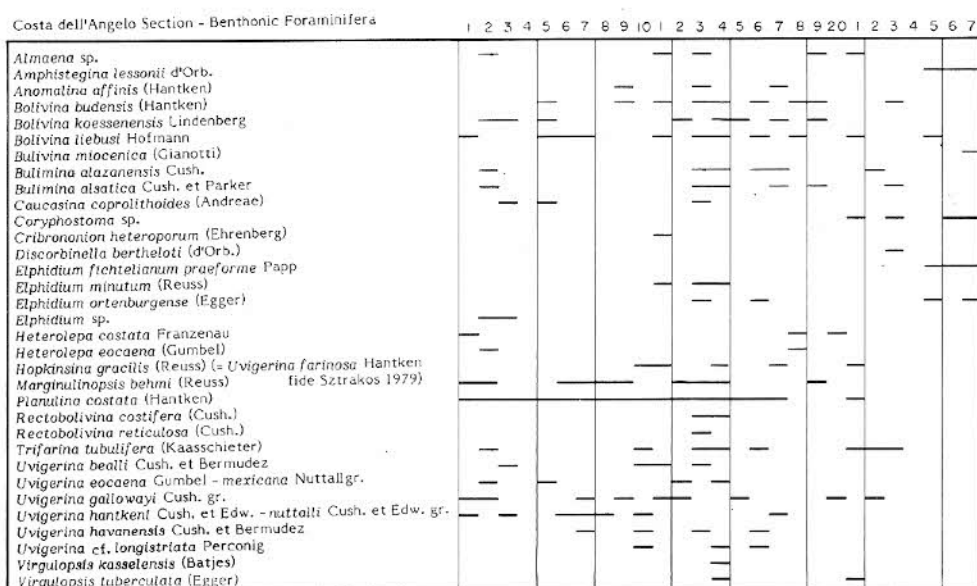 Costa dell'Angelo Section - Benthonic Foraminifera 1 2 3 4 5 6 7 8 9 10 1 2 3 4 5 6 7 8 9 20 1 2 3 4 5 6 7
Almaena sp.
Amphistegina lessonii d'Orb.
Anomalina affinis (Hantken)
Bolivina budensis (Hantken)
Bolivina koessenensis Lindenberg
Bolivina liebusi Hofmann
Bulivina miocenica (Gianotti)
Bulimina alazanensis Cush.
Bulimina alsatica Cush. et Parker
Caucasina coprolithoides (Andreae)
Coryphostoma sp.
Cribrononion heteroporum (Ehrenberg)
Discorbinella bertheloti (d'Orb.)
Elphidium fichtelianum praeforme Papp
Elphidium minutum (Reuss)
Elphidium ortenburgense (Egger)
Elphidium sp.
Heterolepa costata Franzenau
Heterolepa eocaena (Gumbel)
Hopkinsina gracilis (Reuss) (= Uvigerina farinosa Hantken
Marginulinopsis behmi (Reuss) fide Sztrakos 1979)
Planulina costata (Hantken)
Rectobolivina costifera (Cush.)
Rectobolivina reticulosa (Cush.)
Trifarina tubulifera (Kaasschieter)
Uvigerina bealli Cush. et Bermudez
Uvigerina eocaena Gumbel - mexicana Nuttall gr.
Uvigerina gallowayi Cush. gr.
Uvigerina hantkeni Cush. et Edw. - nuttalli Cush. et Edw. gr.
Uvigerina havanensis Cush. et Bermudez
Uvigerina cf. longistriata Perconig
Virgulopsis kasselensis (Batjes)
Virgulopsis tuberculata (Egger)